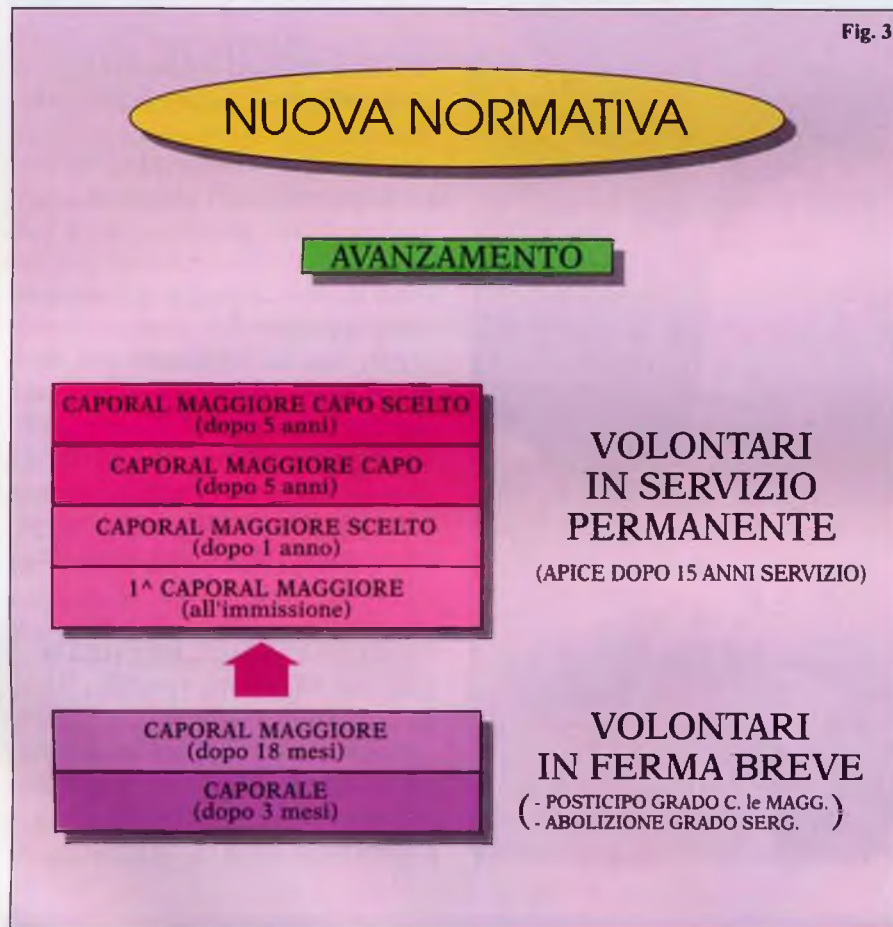 Fig. 3
NUOVA NORMATIVA
AVANZAMENTO
CAPORAL MAGGIORE CAPO SCELTO
(dopo 5 anni)
CAPORAL MAGGIORE CAPO
(dopo 5 anni)
CAPORAL MAGGIORE SCELTO
(dopo 1 anno)
1^ CAPORAL MAGGIORE
(all'immissione)
VOLONTARI
IN SERVIZIO
PERMANENTE
(APICE DOPO 15 ANNI SERVIZIO)
CAPORAL MAGGIORE
(dopo 18 mesi)
CAPORALE
(dopo 3 mesi)
VOLONTARI
IN FERMA BREVE
(- POSTICIPO GRADO C. le MAGG.
- ABOLIZIONE GRADO SERG.)